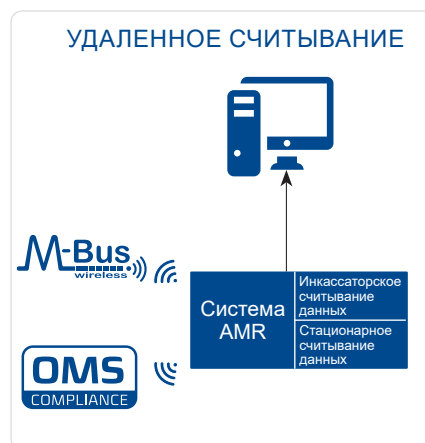 УДАЛЕННОЕ СЧИТЫВАНИЕ
M-Bus
wireless
Система
AMR
Инкассаторское
считывание
данных
Стационарное
считывание
данных
OMS
COMPLIANCE